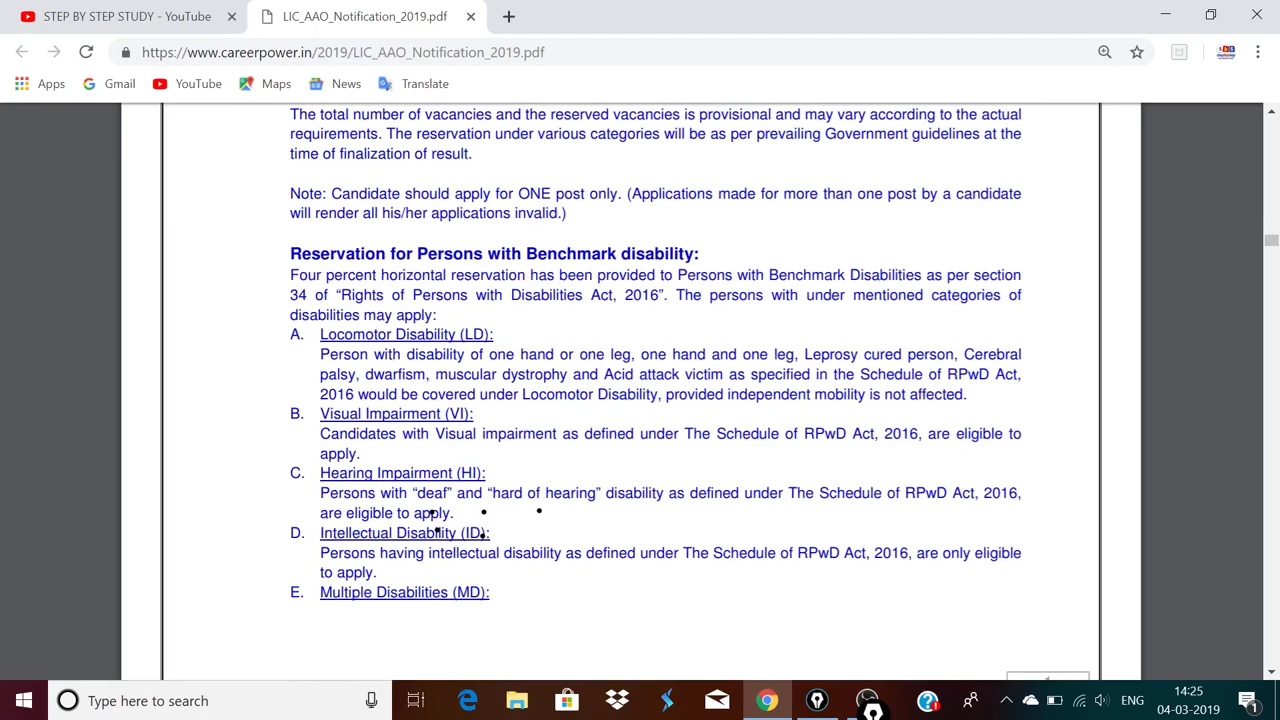 STEP BY STEP STUDY - YouTube
LIC_AAO_Notification_2019.pdf
https://www.careerpower.in/2019/LIC_AAO_Notification_2019.pdf
Apps Gmail YouTube Maps News Translate
The total number of vacancies and the reserved vacancies is provisional and may vary according to the actual
requirements. The reservation under various categories will be as per prevailing Government guidelines at the
time of finalization of result.
Note: Candidate should apply for ONE post only. (Applications made for more than one post by a candidate
will render all his/her applications invalid.)
Reservation for Persons with Benchmark disability:
Four percent horizontal reservation has been provided to Persons with Benchmark Disabilities as per section
34 of “Rights of Persons with Disabilities Act, 2016”. The persons with under mentioned categories of
disabilities may apply:
A. Locomotor Disability (LD):
Person with disability of one hand or one leg, one hand and one leg, Leprosy cured person, Cerebral
palsy, dwarfism, muscular dystrophy and Acid attack victim as specified in the Schedule of RPwD Act,
2016 would be covered under Locomotor Disability, provided independent mobility is not affected.
B. Visual Impairment (VI):
Candidates with Visual impairment as defined under The Schedule of RPwD Act, 2016, are eligible to
apply.
C. Hearing Impairment (HI):
Persons with “deaf” and “hard of hearing” disability as defined under The Schedule of RPwD Act, 2016,
are eligible to apply.
D. Intellectual Disability (ID):
Persons having intellectual disability as defined under The Schedule of RPwD Act, 2016, are only eligible
to apply.
E. Multiple Disabilities (MD):
Type here to search
ENG
14:25
04-03-2019
1